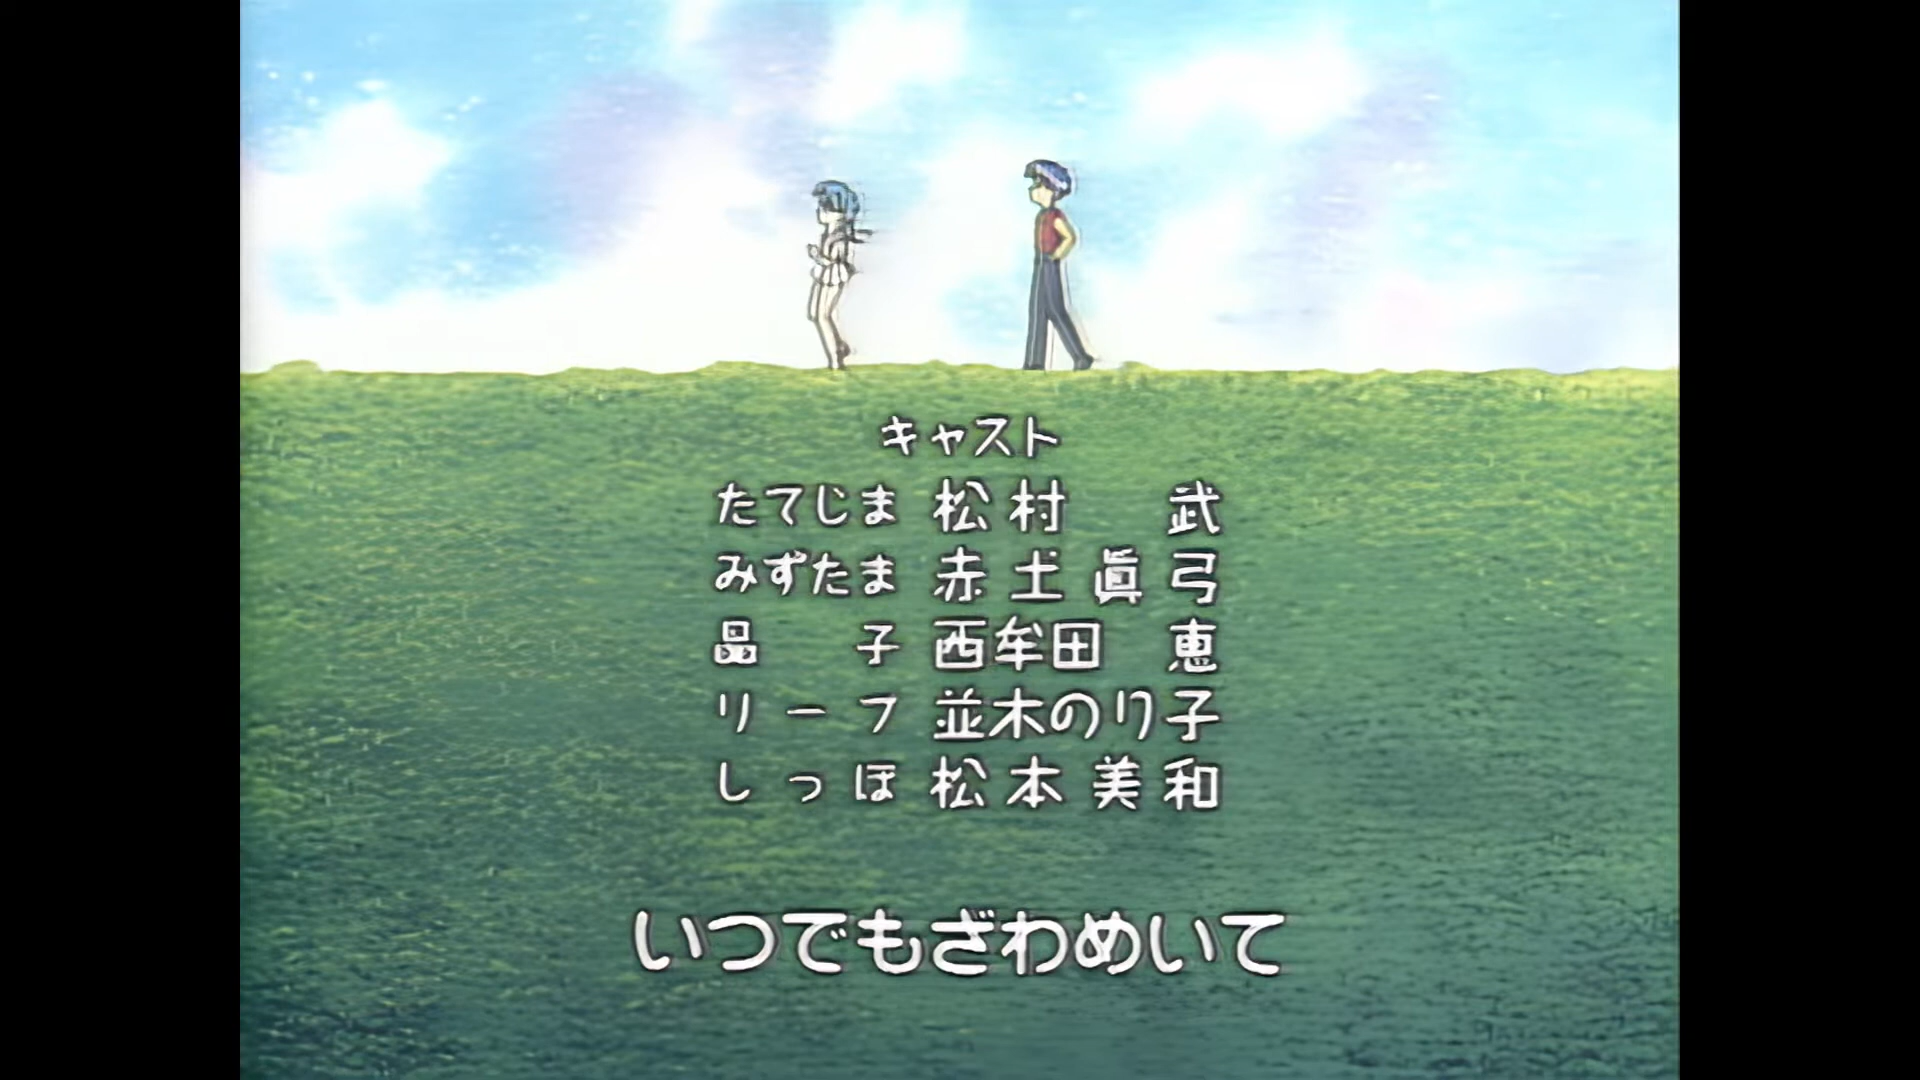 キャスト
たてじま 松村 武
みずたま 赤土眞弓
晶子 西牟田 恵
リーフ 並木のり子
しっぽ 松本美和
いつでもざわめいて